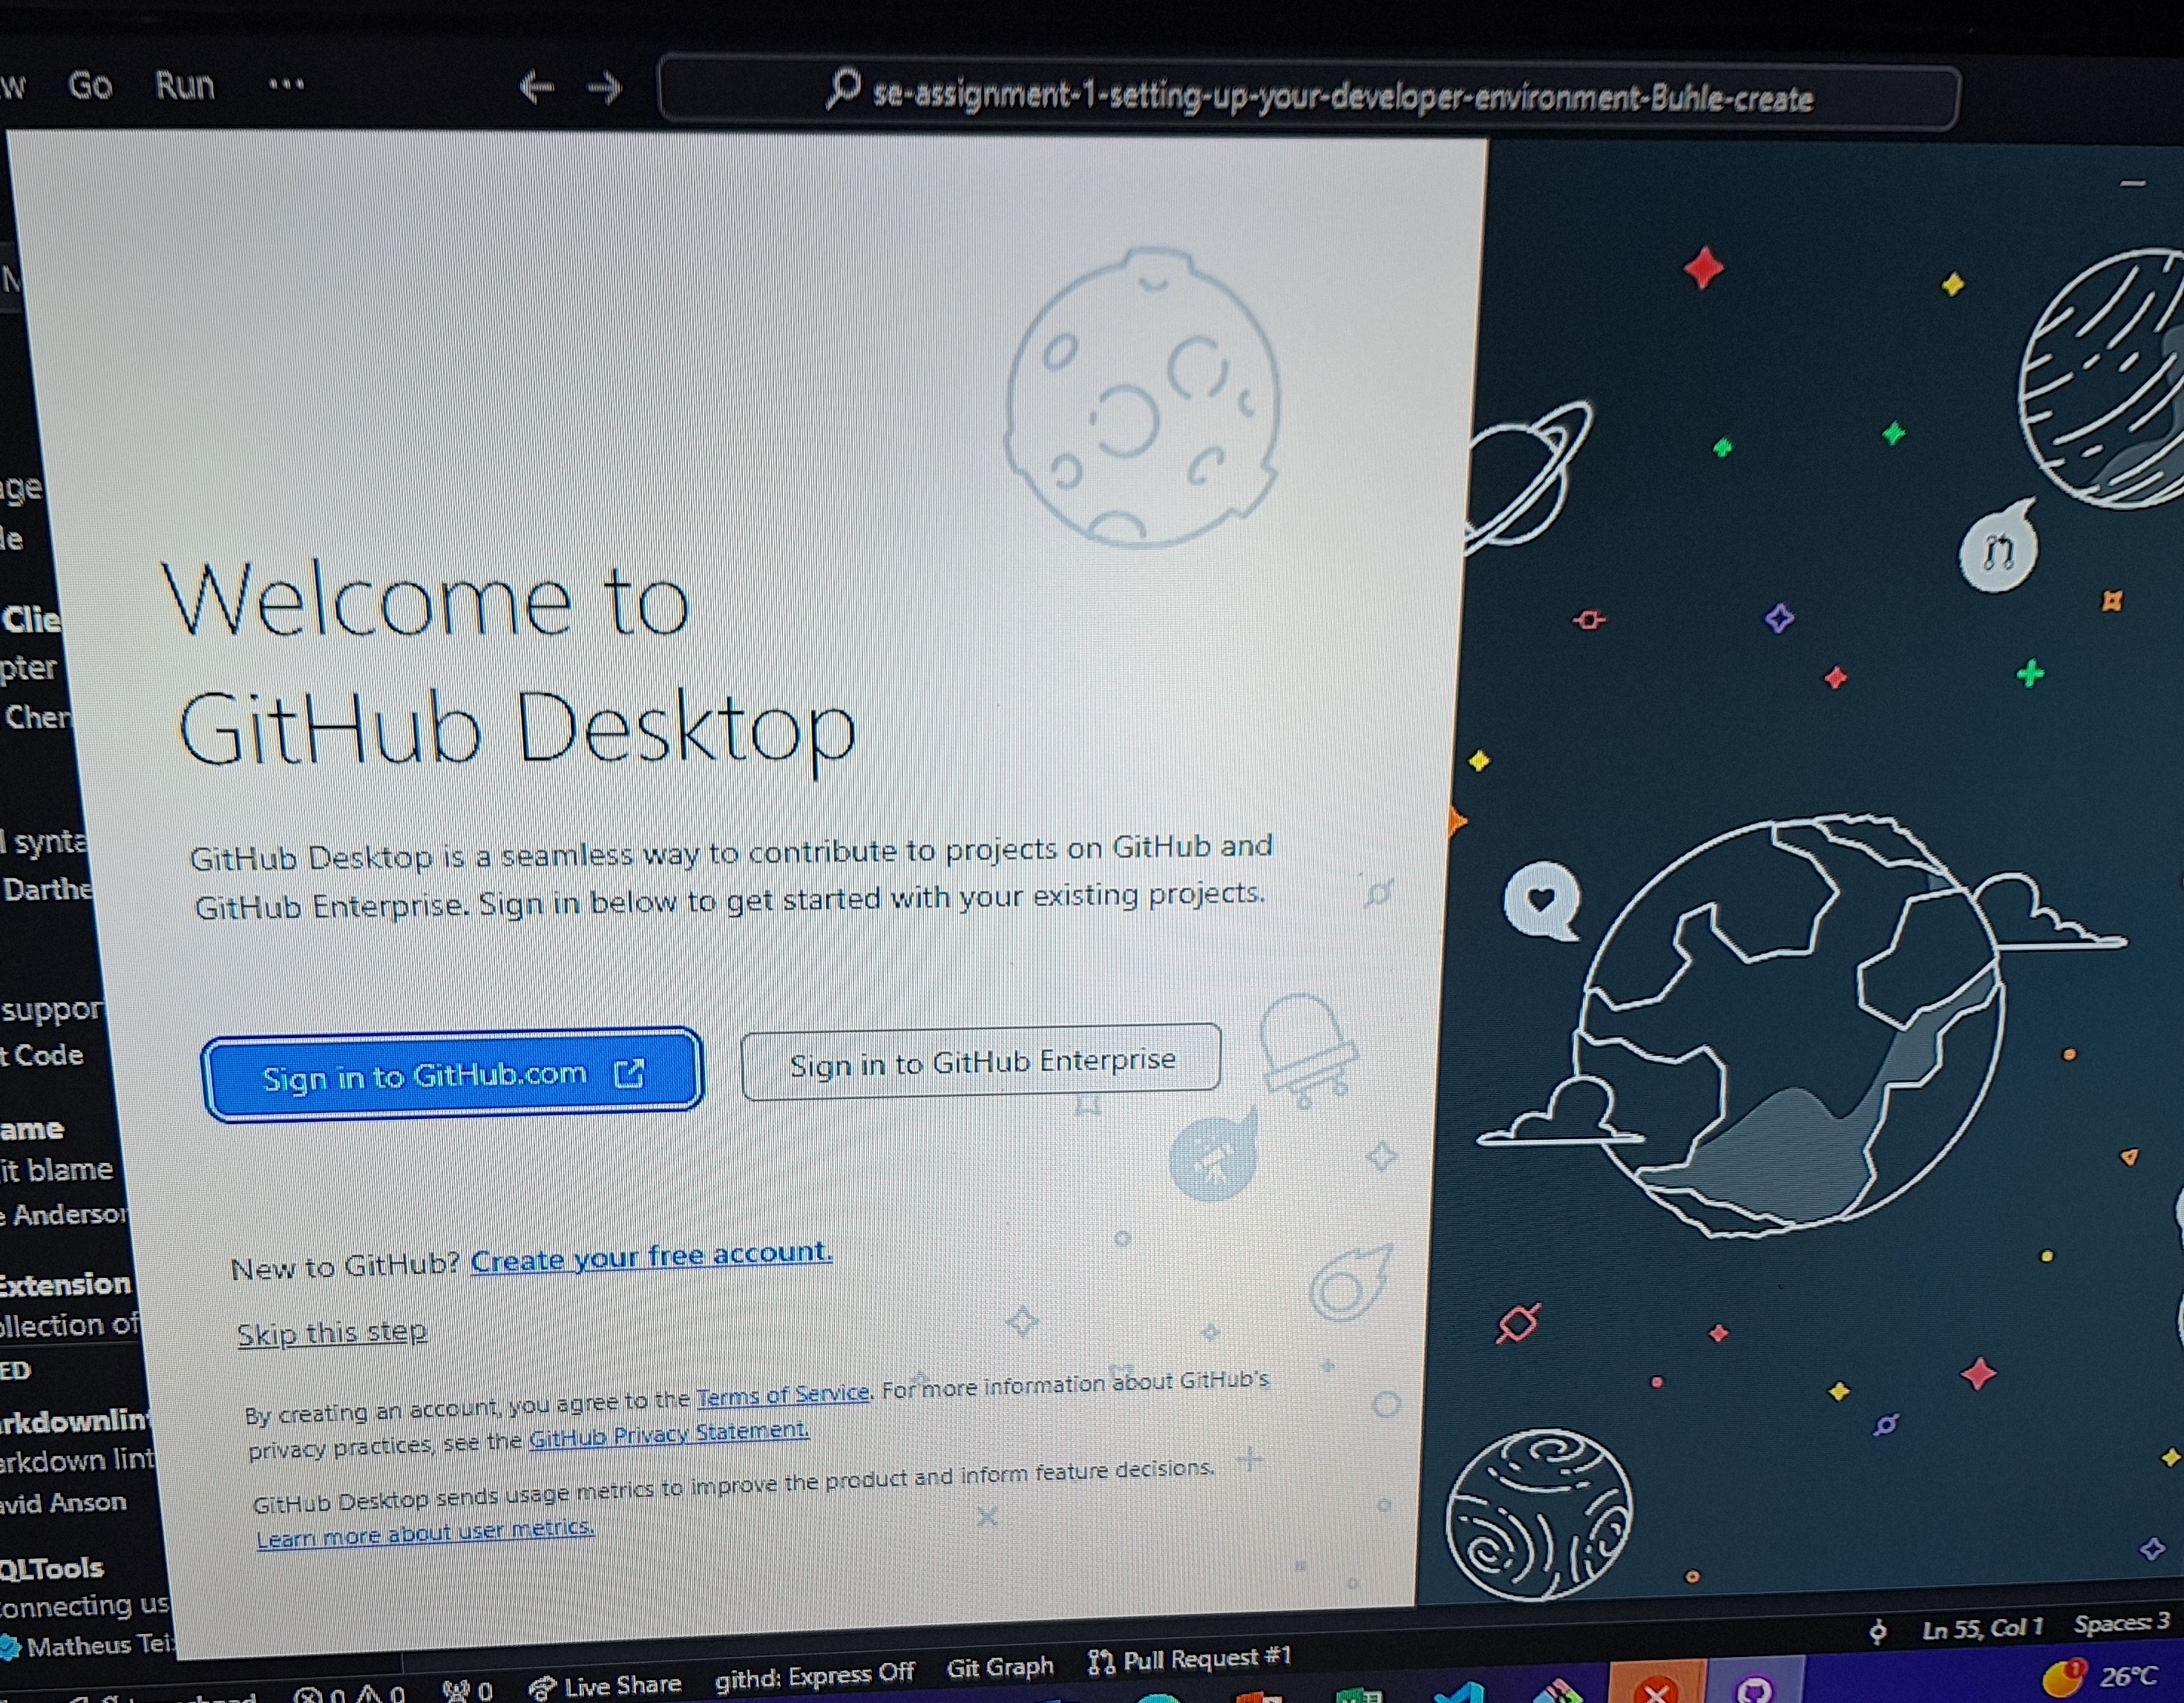 Go Run ...
se-assignment-1-setting-up-your-developer-environment-Buhle-create
Welcome to
GitHub Desktop
GitHub Desktop is a seamless way to contribute to projects on GitHub and
GitHub Enterprise. Sign in below to get started with your existing projects.
Sign in to GitHub.com
Sign in to GitHub Enterprise
New to GitHub? Create your free account.
Skip this step
By creating an account, you agree to the Terms of Service. For more information about GitHub's
privacy practices, see the GitHub Privacy Statement.
GitHub Desktop sends usage metrics to improve the product and inform feature decisions.
Learn more about user metrics.
Clie
pter
Cher
synta
Darthe
suppor
t Code
ame
it blame
Anderson
Extension
ollection of
ED
arkdownlint
arkdown lint
avid Anson
QLTools
onnecting us
Matheus Tei
0 0 0 Live Share githd: Express Off Git Graph Pull Request #1
Ln 55, Col 1 Spaces: 3
1 26°C